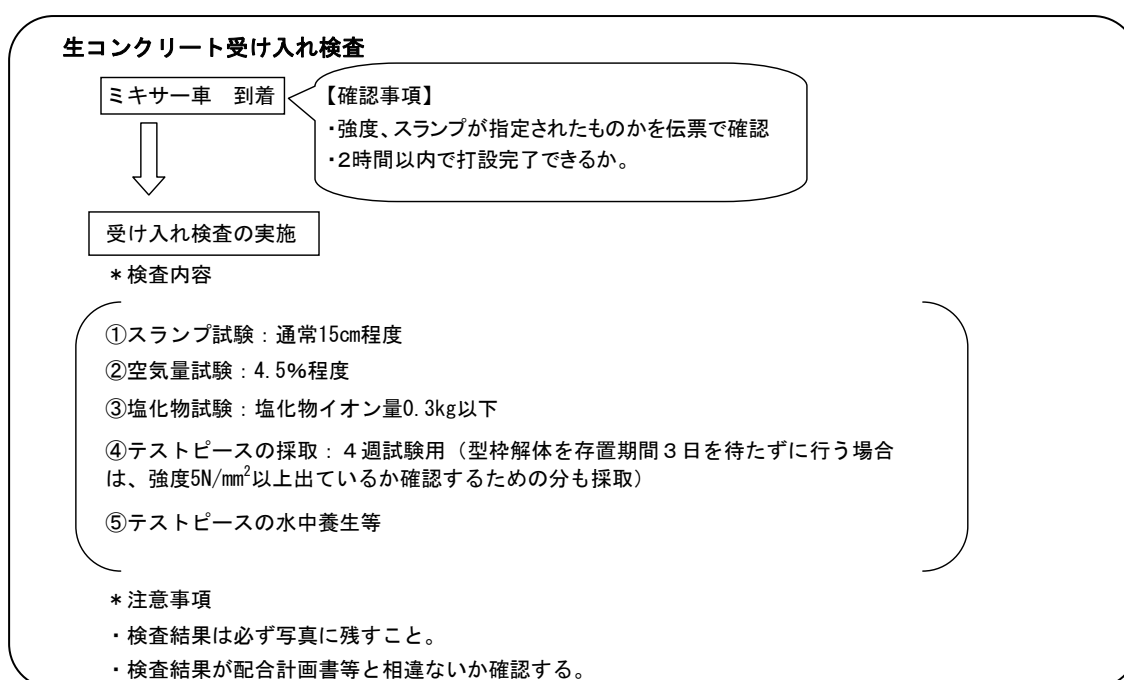 生コンクリート受け入れ検査
ミキサー車　到着
【確認事項】
・強度、スランプが指定されたものかを伝票で確認
・２時間以内で打設完了できるか。
受け入れ検査の実施
＊検査内容
①スランプ試験：通常15㎝程度
②空気量試験：4.5％程度
③塩化物試験：塩化物イオン量0.3kg以下
④テストピースの採取：４週試験用（型枠解体を存置期間３日を待たずに行う場合
は、強度5N/mm²以上出ているか確認するための分も採取）
⑤テストピースの水中養生等
＊注意事項
・検査結果は必ず写真に残すこと。
・検査結果が配合計画書等と相違ないか確認する。